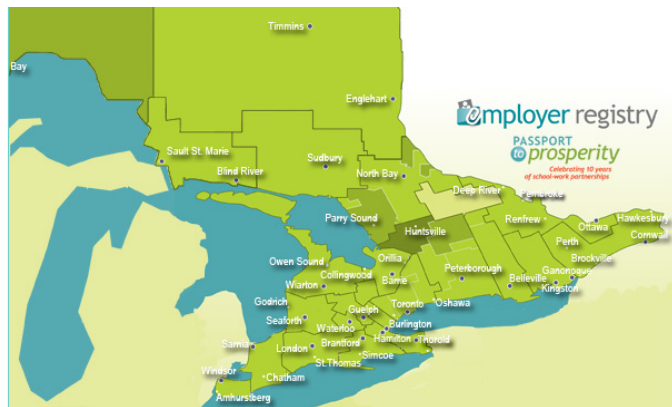 Timmins
Bay
Englehart
employer registry
PASSPORT
to prosperity
Celebrating 10 years
of school-work partnerships
Sault St. Marie
Sudbury
Blind River
North Bay
Deep River
Pembroke
Parry Sound
Huntsville
Renfrew
Ottawa
Hawkesbury
Cornwall
Perth
Owen Sound
Orillia
Collingwood
Barrie
Peterborough
Brockville
Ganonoque
Belleville
Kingston
Wiarton
Godrich
Toronto
Oshawa
Seaforth
Guelph
Waterloo
Burlington
Sarnia
London
Brantford
Hamilton
Thorold
St.Thomas
Simcoe
Windsor
Chatham
Amhurstberg